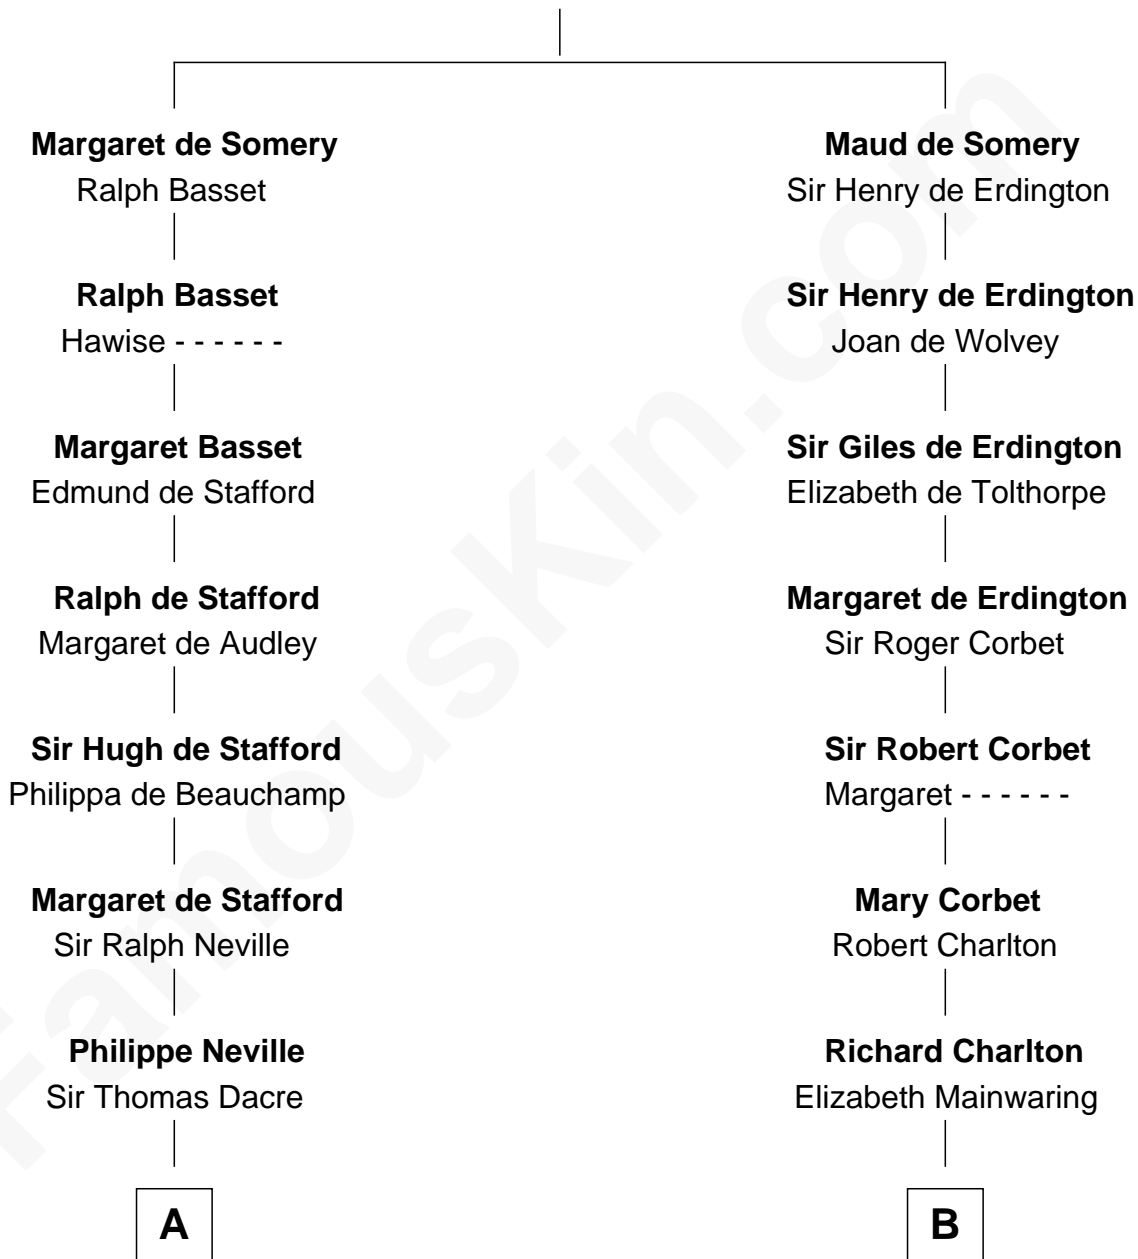 Margaret de Somery
Ralph Basset
Ralph Basset
Hawise - - - - - -
Margaret Basset
Edmund de Stafford
Ralph de Stafford
Margaret de Audley
Sir Hugh de Stafford
Philippa de Beauchamp
Margaret de Stafford
Sir Ralph Neville
Philippe Neville
Sir Thomas Dacre
A
Maud de Somery
Sir Henry de Erdington
Sir Henry de Erdington
Joan de Wolvey
Sir Giles de Erdington
Elizabeth de Tolthorpe
Margaret de Erdington
Sir Roger Corbet
Sir Robert Corbet
Margaret - - - - - -
Mary Corbet
Robert Charlton
Richard Charlton
Elizabeth Mainwaring
B
FamousKin.com